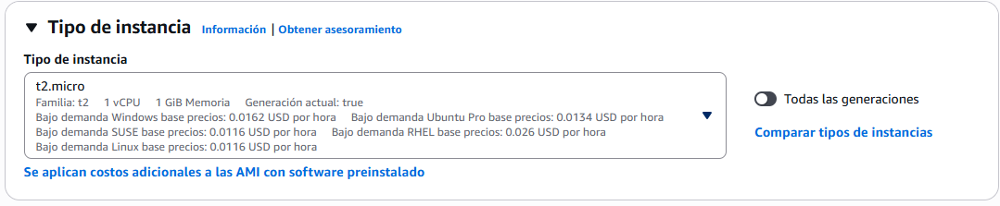 Tipo de instancia Información | Obtener asesoramiento
Tipo de instancia
t2.micro
Familia: t2 1 vCPU 1 GiB Memoria Generación actual: true
Bajo demanda Windows base precios: 0.0162 USD por hora Bajo demanda Ubuntu Pro base precios: 0.0134 USD por hora
Bajo demanda SUSE base precios: 0.0116 USD por hora Bajo demanda RHEL base precios: 0.026 USD por hora
Bajo demanda Linux base precios: 0.0116 USD por hora
Todas las generaciones
Comparar tipos de instancias
Se aplican costos adicionales a las AMI con software preinstalado